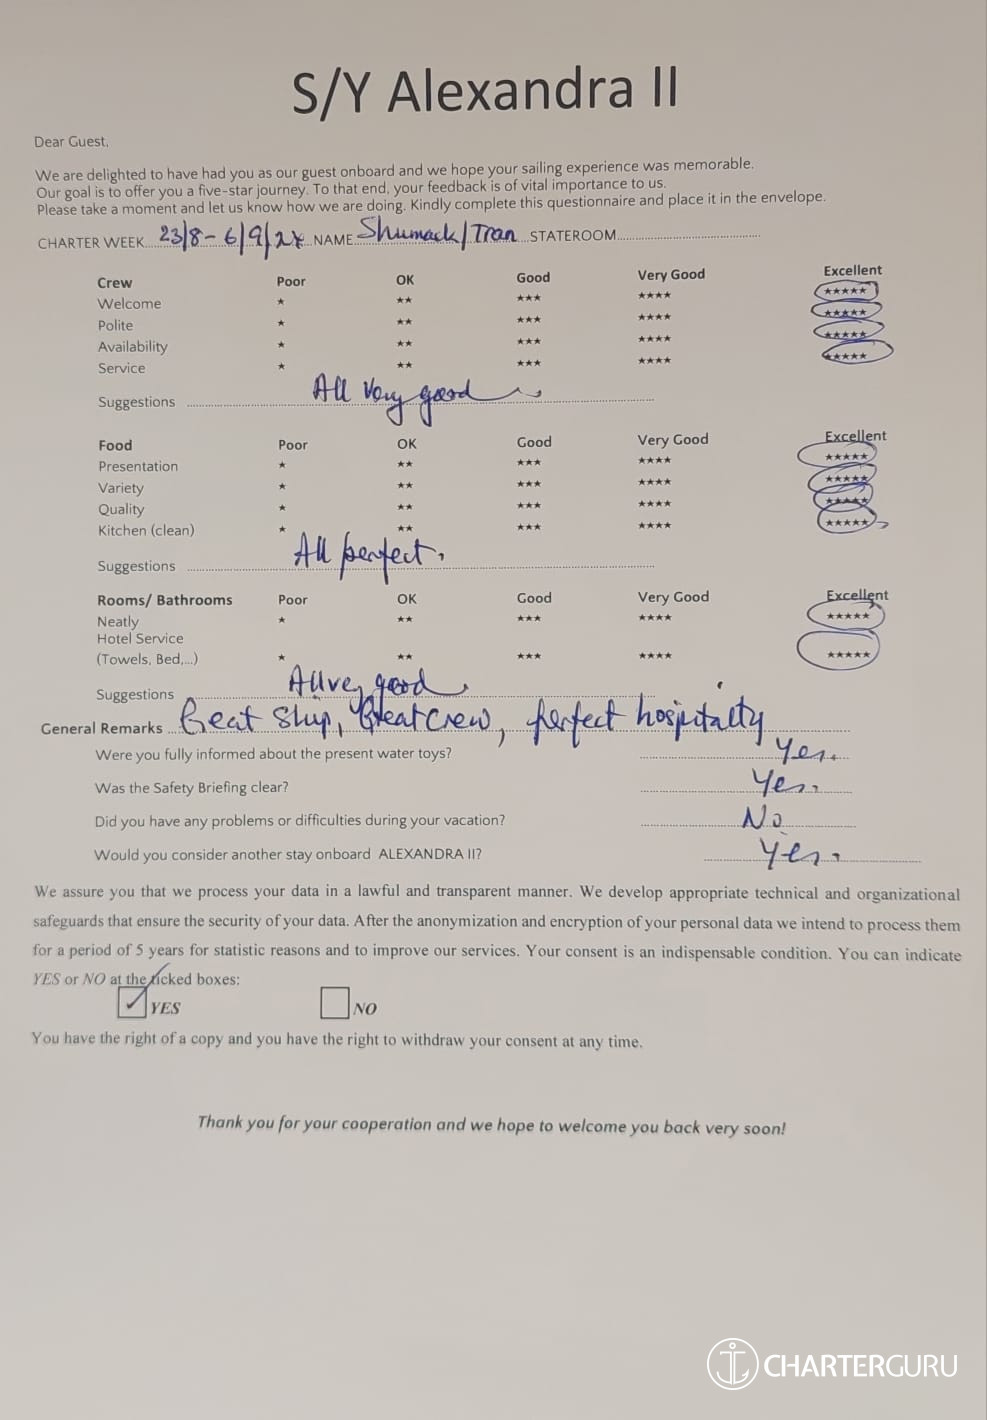 S/Y Alexandra II
Dear Guest,
We are delighted to have had you as our guest onboard and we hope your sailing experience was memorable.
Our goal is to offer you a five-star journey. To that end, your feedback is of vital importance to us.
Please take a moment and let us know how we are doing. Kindly complete this questionnaire and place it in the envelope.
CHARTER WEEK 23/8-6/9/24 NAME Shumack/Tran STATEROOM
Crew Poor OK Good Very Good Excellent
Welcome * ** *** **** *****
Polite * ** *** **** *****
Availability * ** *** **** *****
Service * ** *** **** *****
Suggestions All Very good
Food Poor OK Good Very Good Excellent
Presentation * ** *** **** *****
Variety * ** *** **** *****
Quality * ** *** **** *****
Kitchen (clean) * ** *** **** *****
Suggestions All perfect.
Rooms/ Bathrooms Poor OK Good Very Good Excellent
Neatly * ** *** **** *****
Hotel Service
(Towels, Bed,...) * ** *** **** *****
Suggestions All very good
General Remarks Great Ship, Great Crew, perfect hospitalty
Were you fully informed about the present water toys? Yes.
Was the Safety Briefing clear? Yes.
Did you have any problems or difficulties during your vacation? No
Would you consider another stay onboard ALEXANDRA II? Yes.
We assure you that we process your data in a lawful and transparent manner. We develop appropriate technical and organizational
safeguards that ensure the security of your data. After the anonymization and encryption of your personal data we intend to process them
for a period of 5 years for statistic reasons and to improve our services. Your consent is an indispensable condition. You can indicate
YES or NO at the ticked boxes:
YES NO
You have the right of a copy and you have the right to withdraw your consent at any time.
Thank you for your cooperation and we hope to welcome you back very soon!
CHARTERGURU